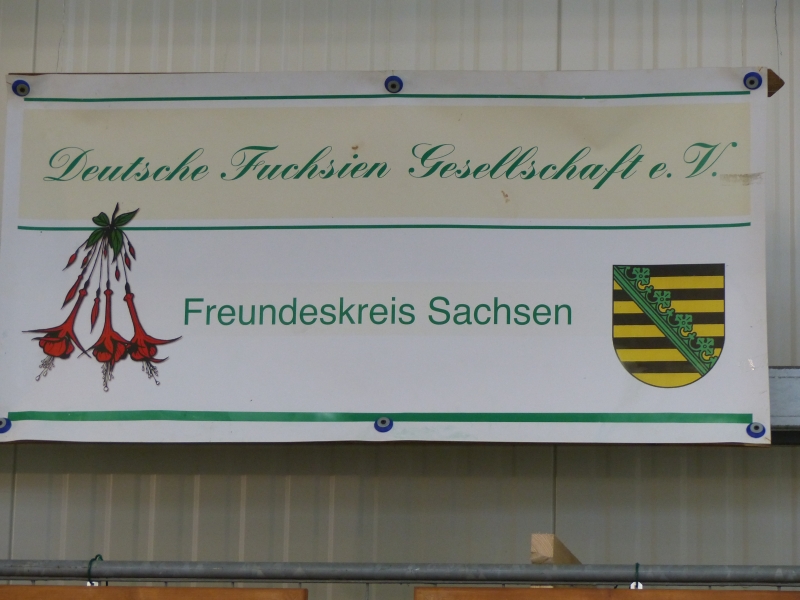 Deutsche Fuchsien Gesellschaft e.V.
Freundeskreis Sachsen